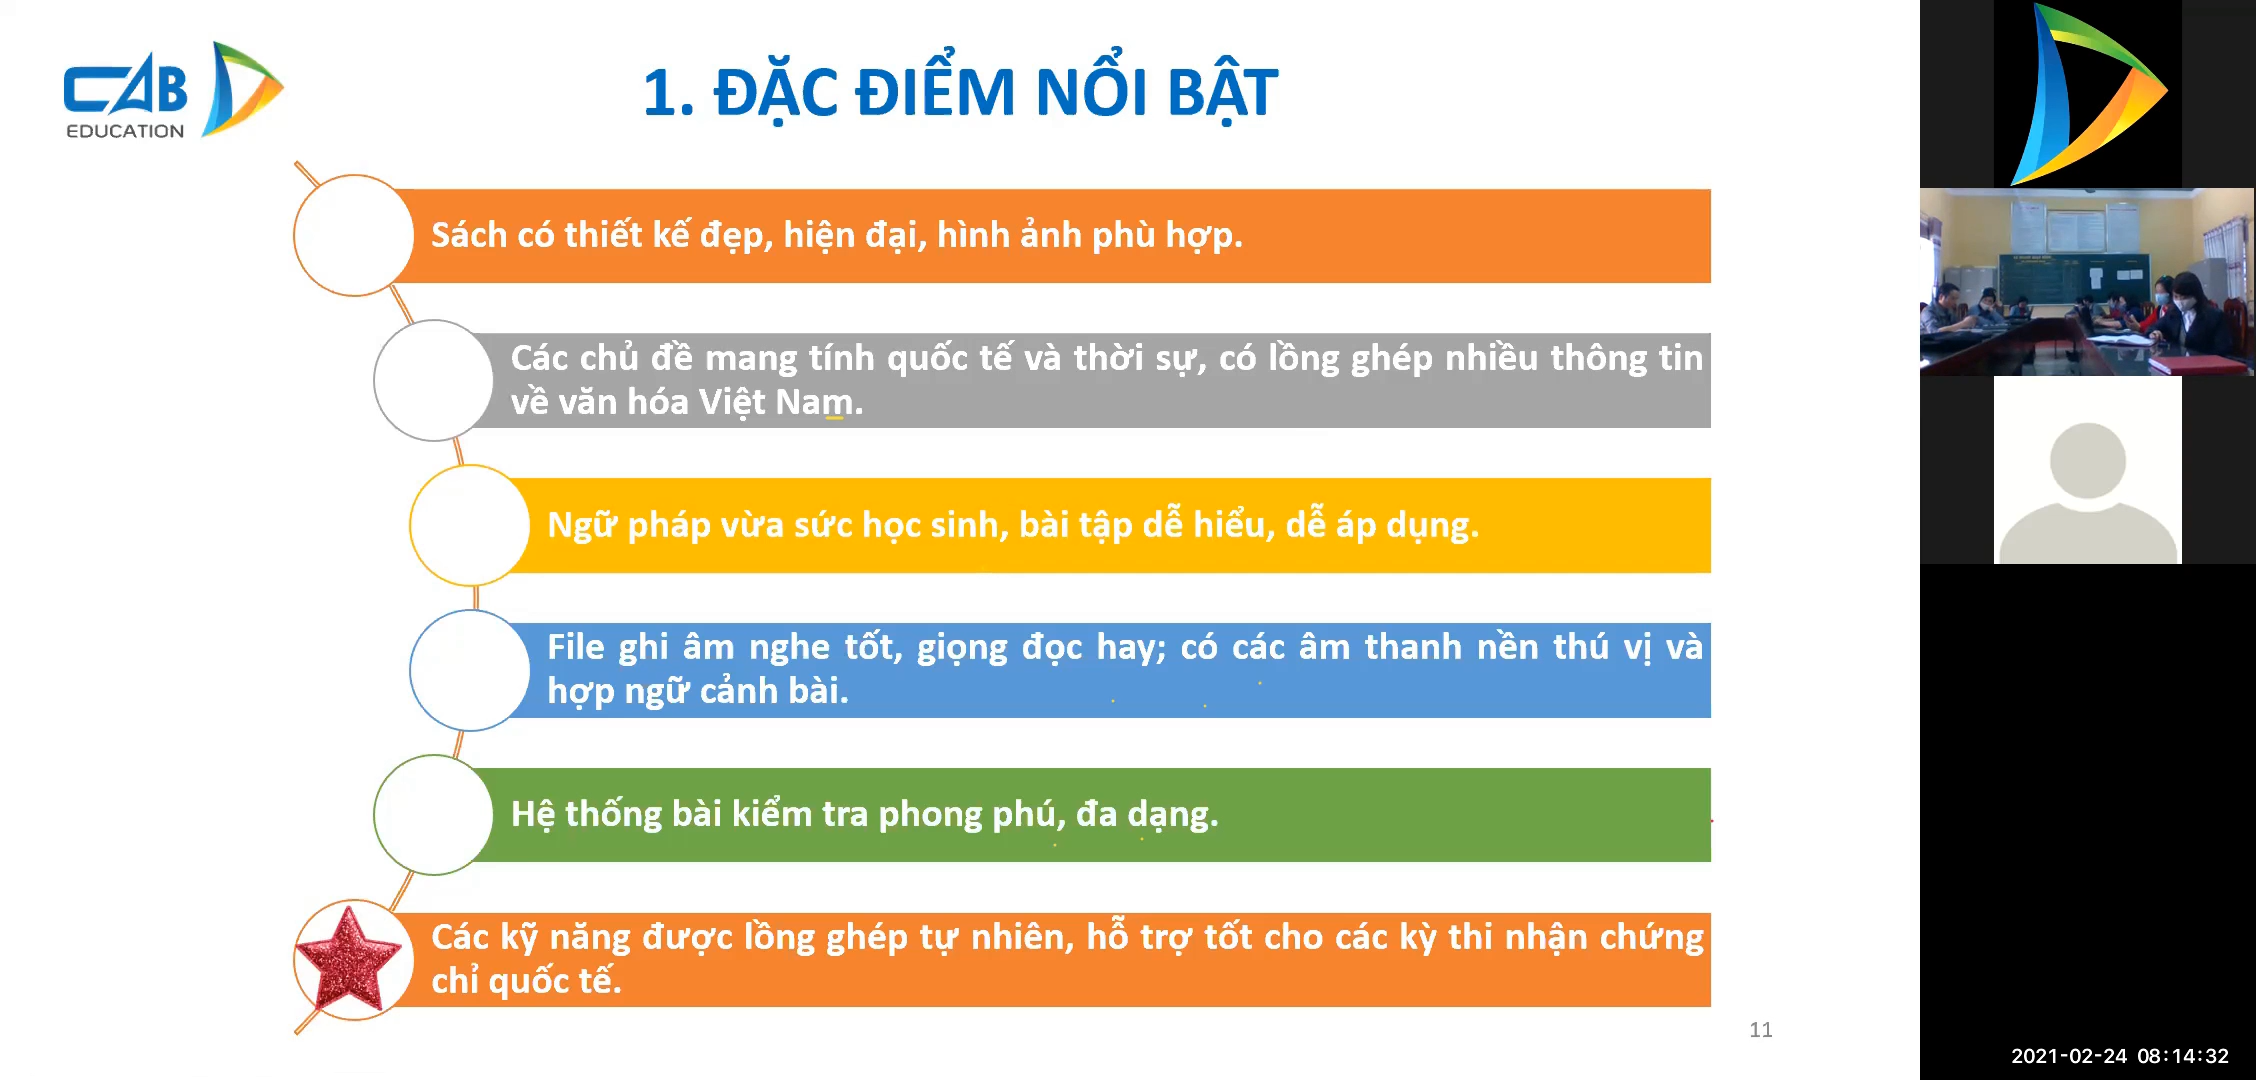 CAB
EDUCATION
1. ĐẶC ĐIỂM NỔI BẬT
Sách có thiết kế đẹp, hiện đại, hình ảnh phù hợp.
Các chủ đề mang tính quốc tế và thời sự, có lồng ghép nhiều thông tin
về văn hóa Việt Nam.
Ngữ pháp vừa sức học sinh, bài tập dễ hiểu, dễ áp dụng.
File ghi âm nghe tốt, giọng đọc hay; có các âm thanh nền thú vị và
hợp ngữ cảnh bài.
Hệ thống bài kiểm tra phong phú, đa dạng.
Các kỹ năng được lồng ghép tự nhiên, hỗ trợ tốt cho các kỳ thi nhận chứng
chỉ quốc tế.
11
2021-02-24 08:14:32